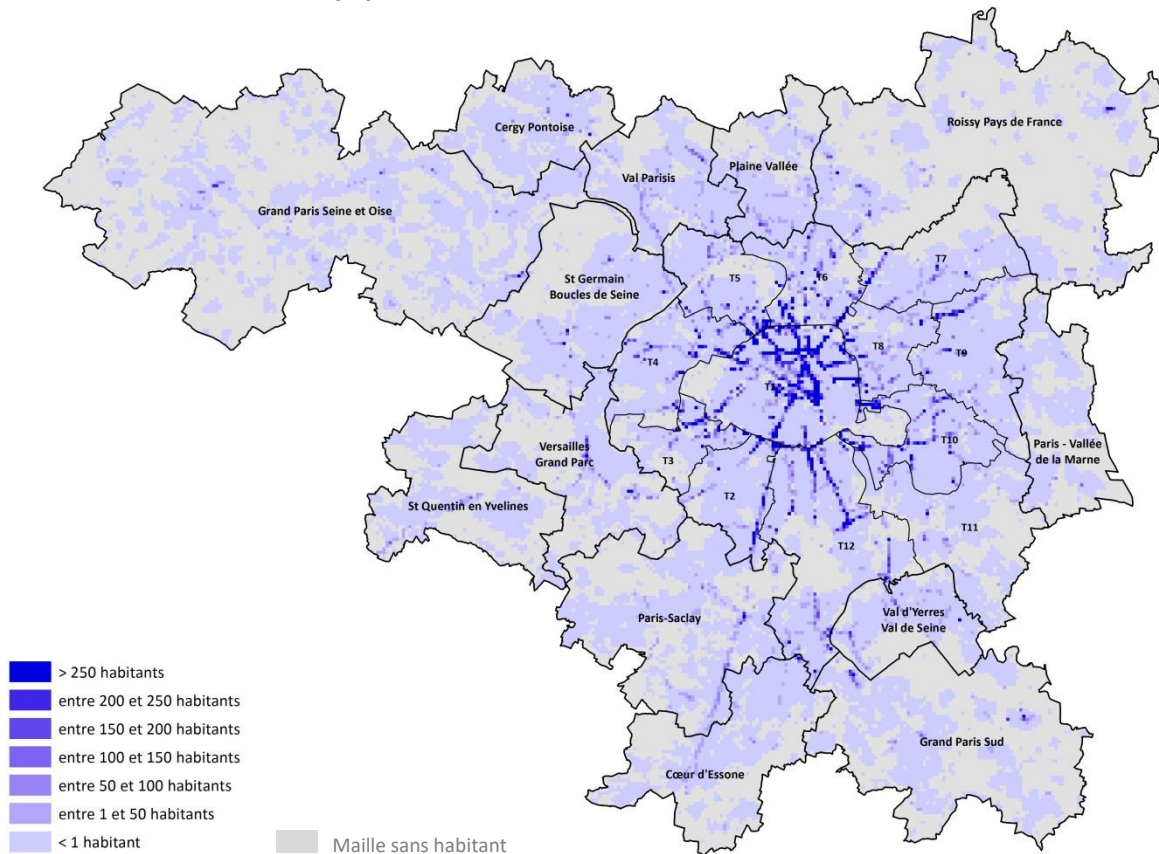 Cergy Pontoise
Roissy Pays de France
Val Parisis
Plaine Vallée
Grand Paris Seine et Oise
St Germain
Boucles de Seine
T5
T6
T7
T8
T9
T4
T10
Paris - Vallée
de la Marne
Versailles
Grand Parc
T3
T2
St Quentin en Yvelines
T11
T12
Paris-Saclay
Val d'Yerres
Val de Seine
Grand Paris Sud
Cœur d'Essone
> 250 habitants
entre 200 et 250 habitants
entre 150 et 200 habitants
entre 100 et 150 habitants
entre 50 et 100 habitants
entre 1 et 50 habitants
< 1 habitant
Maille sans habitant